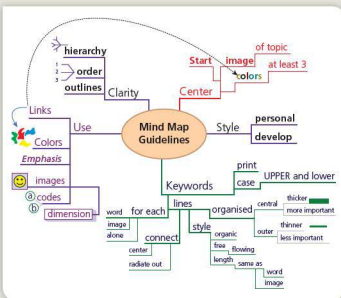 Mind Map
Guidelines
Start
image
of topic
at least 3
colors
Center
Style
personal
develop
Keywords
print
case
UPPER and lower
lines
organised
central
thicker
more important
outer
thinner
less important
style
organic
free
flowing
length
same as
word
image
for each
word
image
alone
connect
center
radiate out
Use
Links
Colors
Emphasis
images
a
codes
b
dimension
Clarity
hierarchy
1
2
3
order
outlines